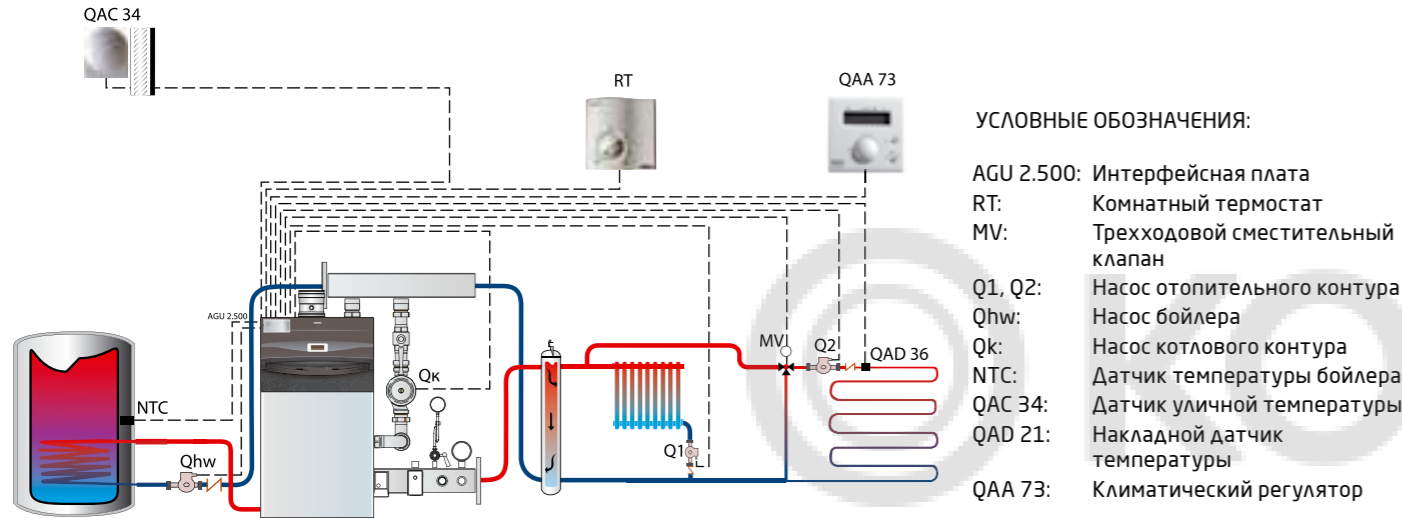 QAC 34
RT
QAA 73
УСЛОВНЫЕ ОБОЗНАЧЕНИЯ:
AGU 2.500: Интерфейсная плата
RT: Комнатный термостат
MV: Трехходовой сместительный
клапан
Q1, Q2: Насос отопительного контура
Qhw: Насос бойлера
Qk: Насос котлового контура
NTC: Датчик температуры бойлера
QAC 34: Датчик уличной температуры
QAD 21: Накладной датчик
температуры
QAA 73: Климатический регулятор
AGU 2.500
MV
Q2
QAD 36
Qк
NTC
Q1
Qhw
КО